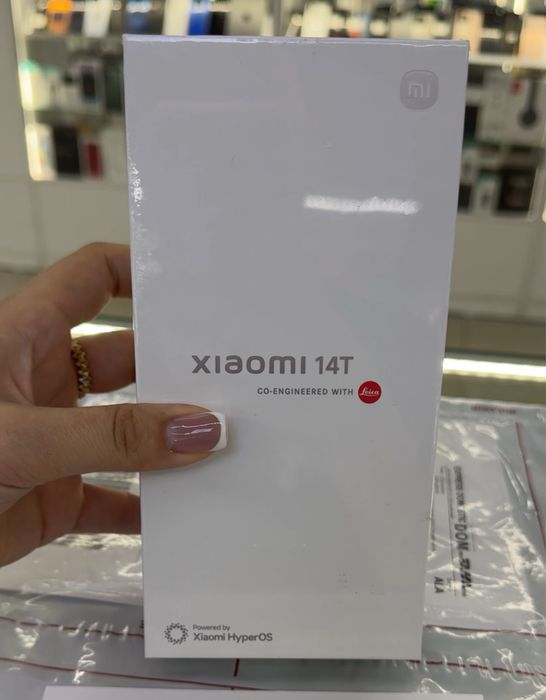 mi
xiaomi 14T
CO-ENGINEERED WITH Leica
Powered by
Xiaomi HyperOS